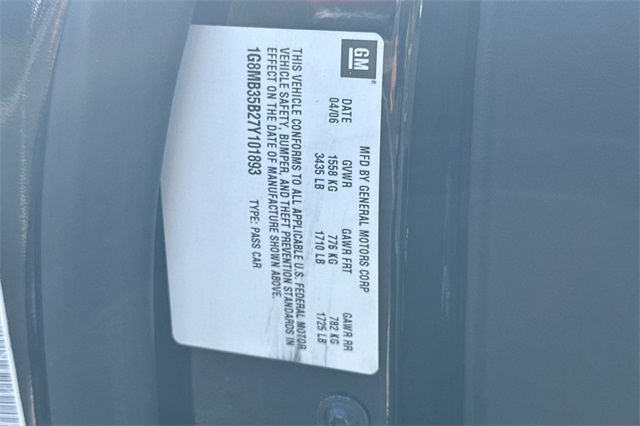 GM
MFD BY GENERAL MOTORS CORP
DATE GVWR GAWR FRT GAWR RR
04/06 1558 KG 776 KG 782 KG
3435 LB 1710 LB 1725 LB
THIS VEHICLE CONFORMS TO ALL APPLICABLE U.S. FEDERAL MOTOR
VEHICLE SAFETY, BUMPER, AND THEFT PREVENTION STANDARDS IN
EFFECT ON THE DATE OF MANUFACTURE SHOWN ABOVE.
1G8MB35B27Y101893 TYPE: PASS CAR